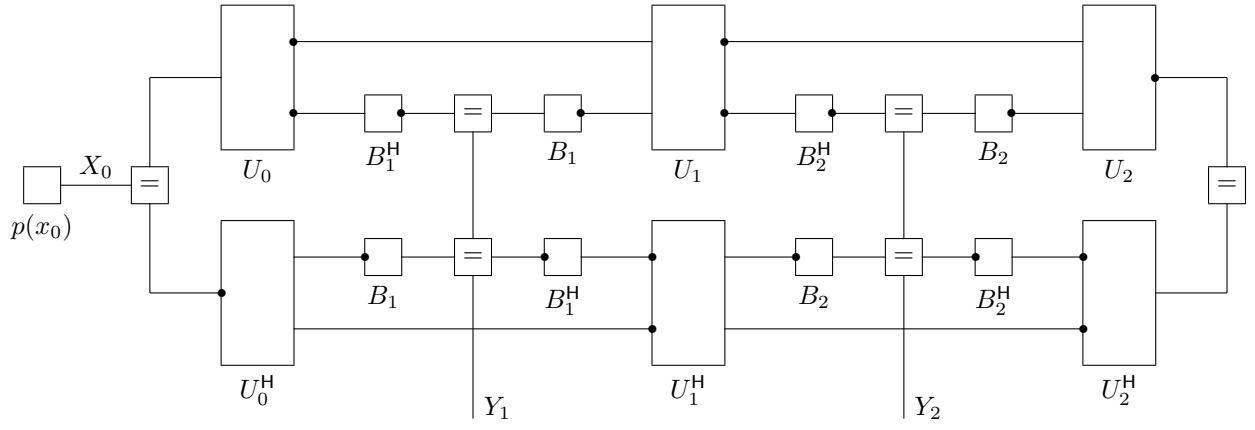 = =
U_0 B_1^H B_1 U_1 B_2^H B_2 U_2
X_0 = =
p(x_0)
= =
B_1 B_1^H B_2 B_2^H
U_0^H Y_1 U_1^H Y_2 U_2^H